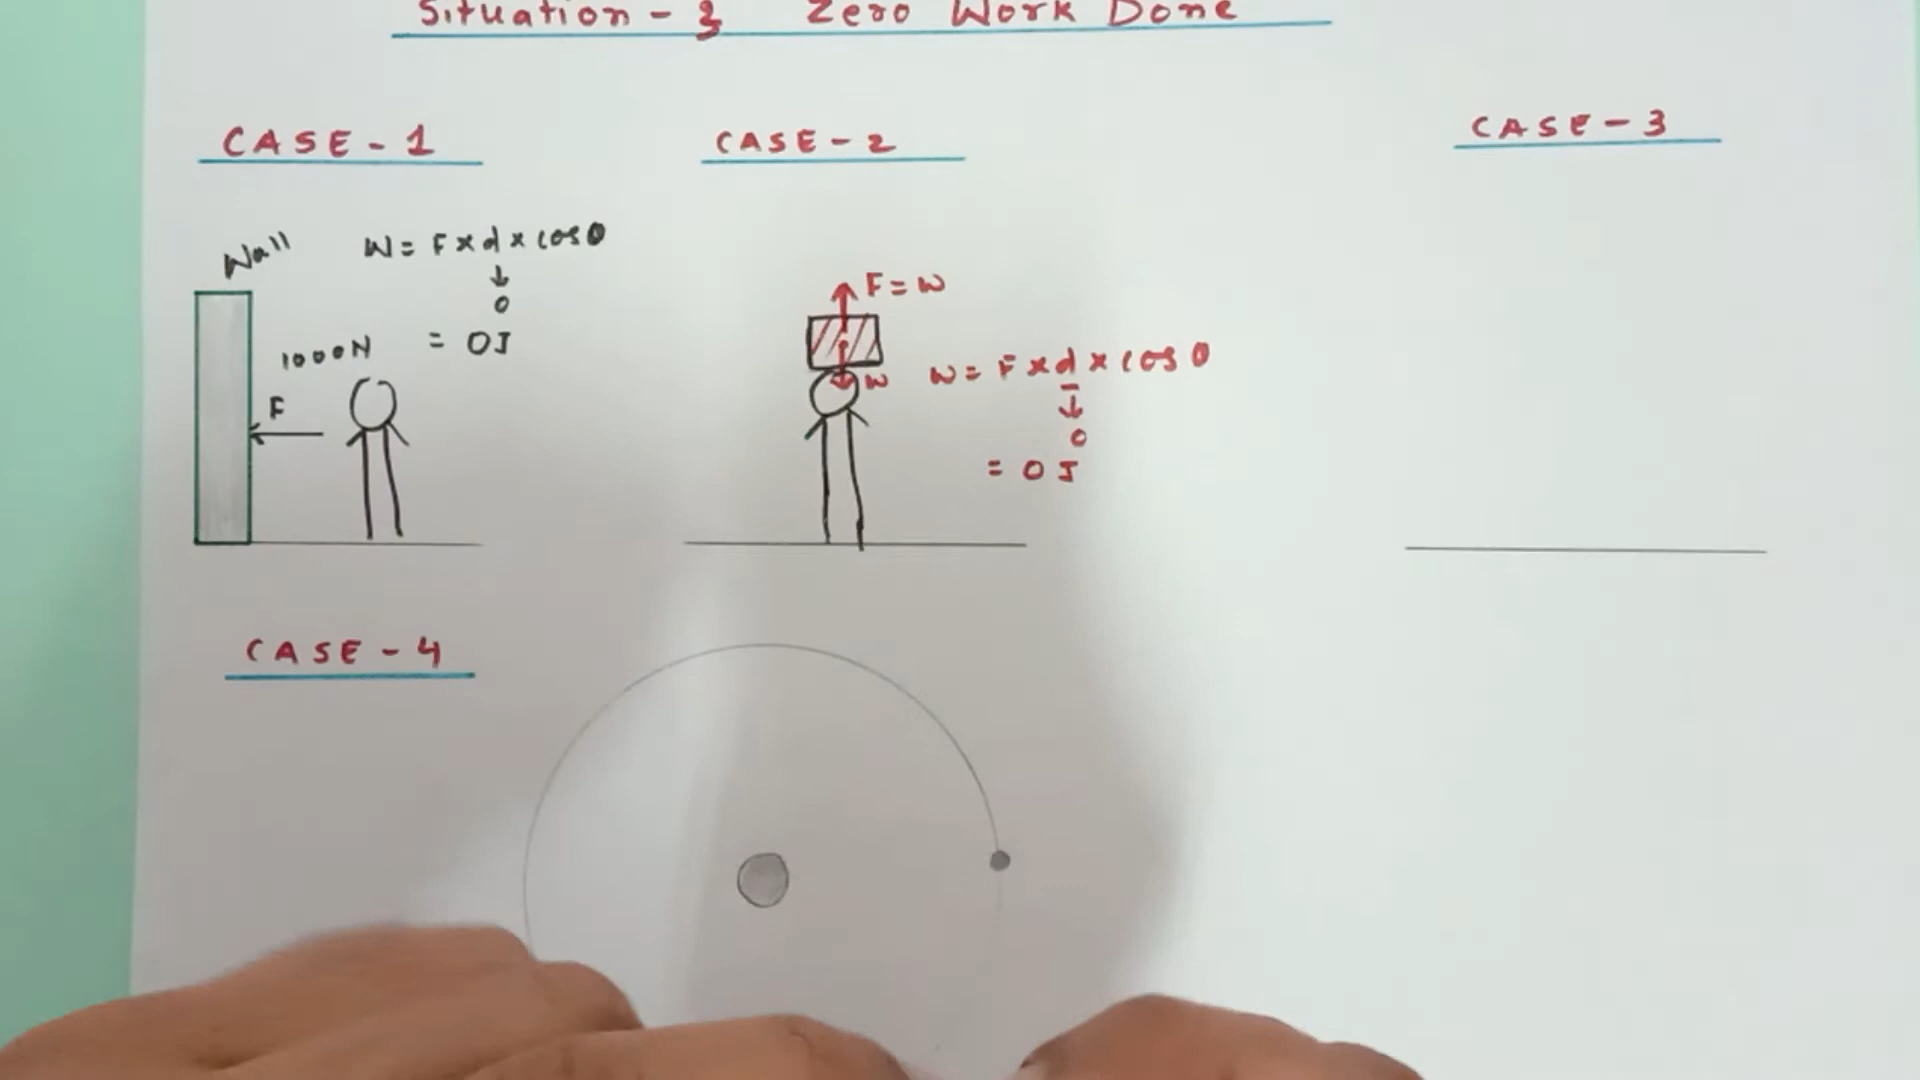 Situation - 3 Zero Work Done
CASE - 1
CASE - 2
CASE - 3
Wall
W = F × d × cos θ
↓
0
= 0J
1000N
F
F = W
W
W = F × d × cos θ
↓
0
= 0 J
CASE - 4